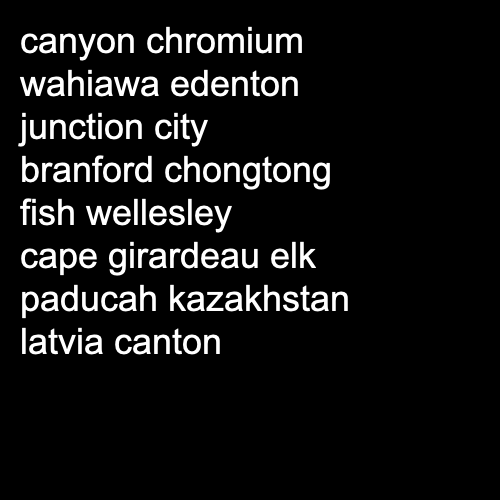 canyon chromium
wahiawa edenton
junction city
branford chongtong
fish wellesley
cape girardeau elk
paducah kazakhstan
latvia canton